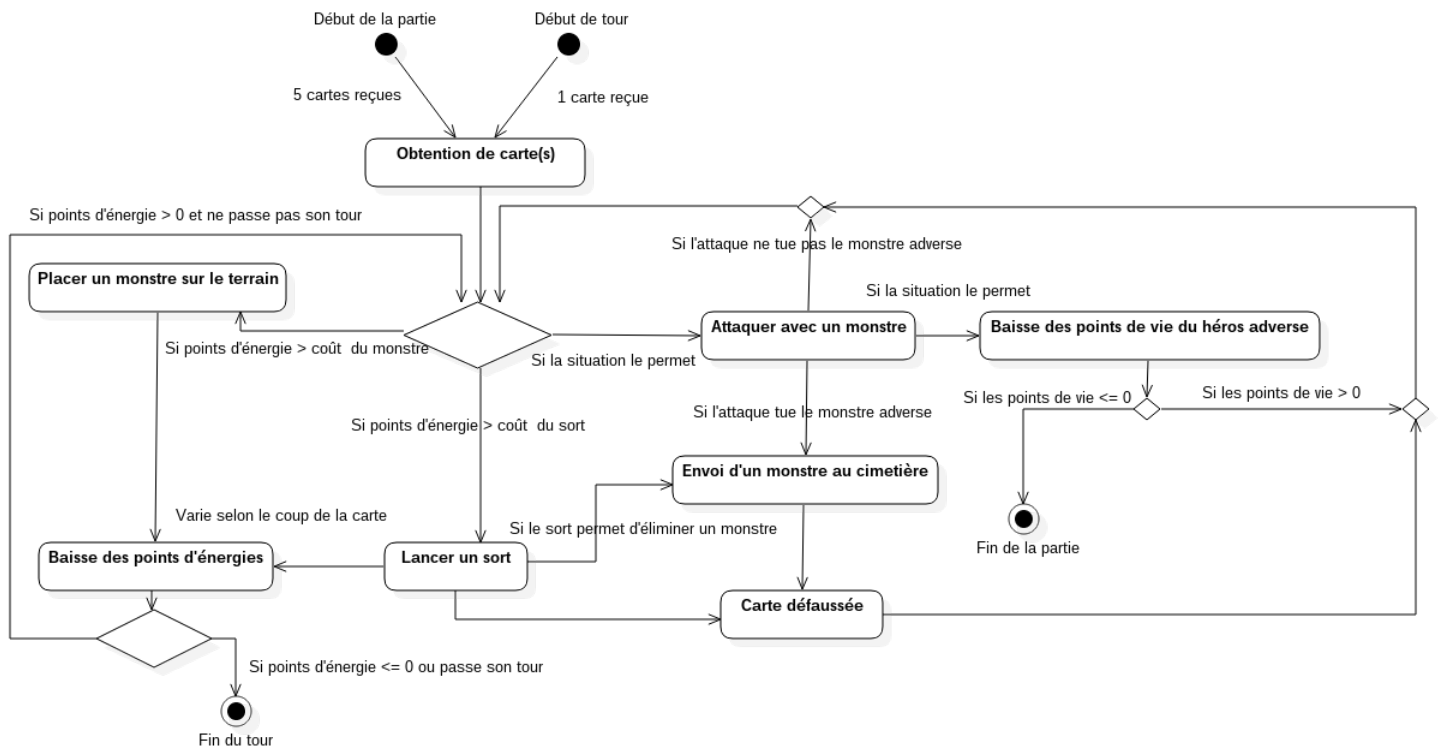 Début de la partie
Début de tour
5 cartes reçues
1 carte reçue
Obtention de carte(s)
Si points d'énergie > 0 et ne passe pas son tour
Si l'attaque ne tue pas le monstre adverse
Placer un monstre sur le terrain
Si la situation le permet
Attaquer avec un monstre
Baisse des points de vie du héros adverse
Si points d'énergie > coût  du monstre
Si la situation le permet
Si les points de vie <= 0
Si les points de vie > 0
Si l'attaque tue le monstre adverse
Si points d'énergie > coût  du sort
Envoi d'un monstre au cimetière
Varie selon le coup de la carte
Si le sort permet d'éliminer un monstre
Fin de la partie
Baisse des points d'énergies
Lancer un sort
Carte défaussée
Si points d'énergie <= 0 ou passe son tour
Fin du tour